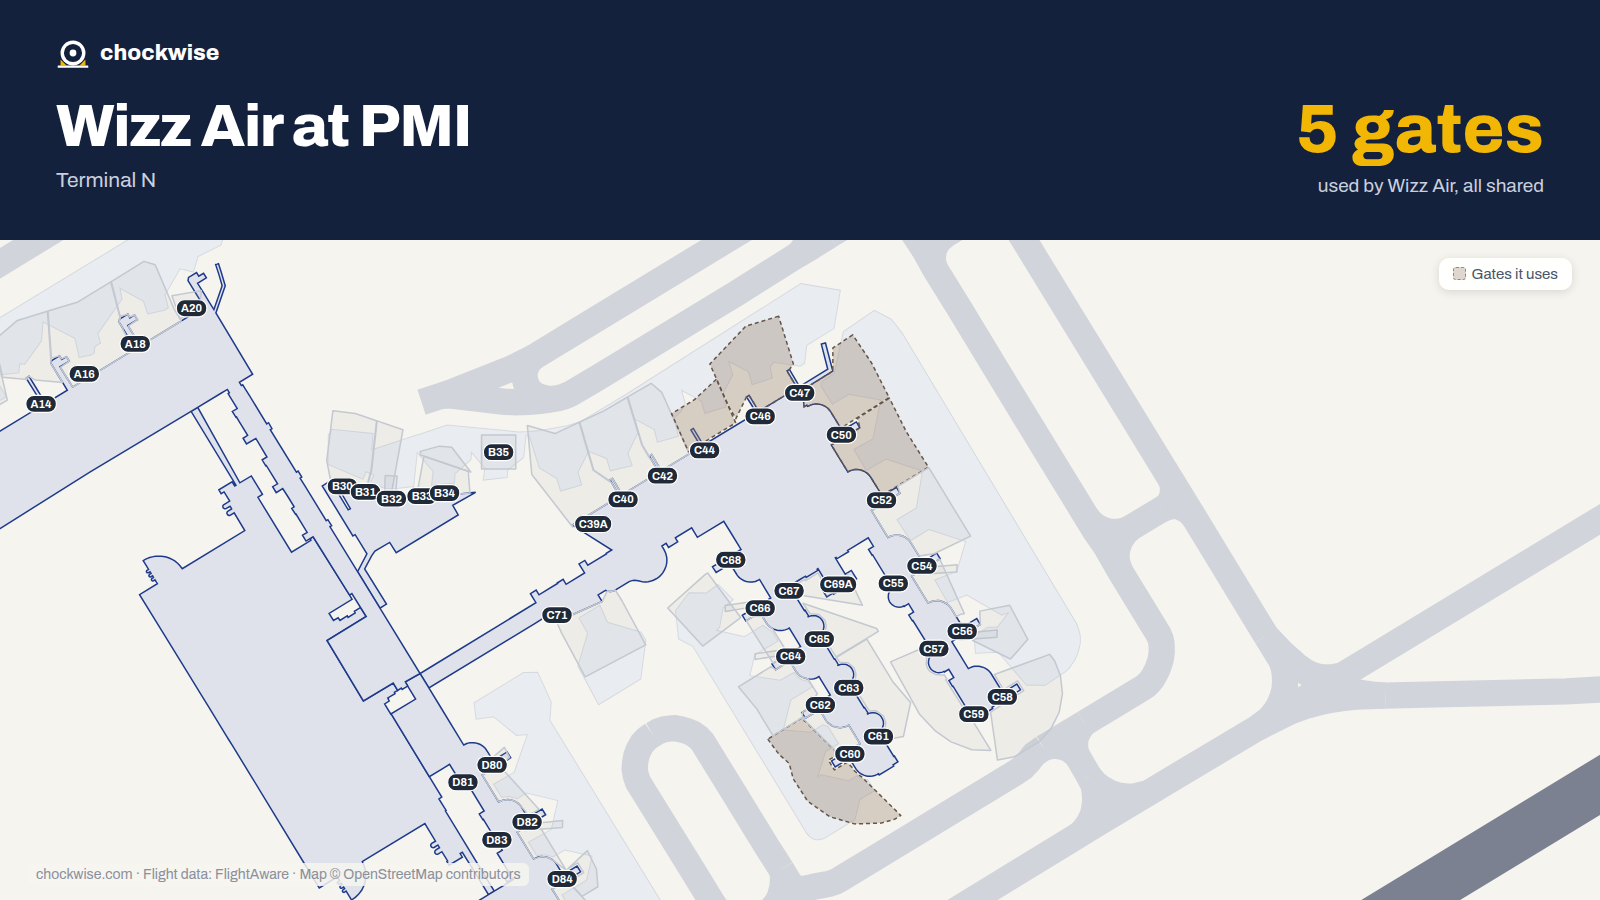 chockwise
Wizz Air at PMI
Terminal N
5 gates
used by Wizz Air, all shared
Gates it uses
A20
A18
A16
A14
B30
B31
B32
B34
B35
C39A
C40
C42
C44
C46
C47
C50
C52
C54
C55
C56
C57
C58
C59
C60
C61
C62
C63
C64
C65
C66
C67
C68
C69A
C71
D80
D81
D82
D83
D84
chockwise.com · Flight data: FlightAware · Map © OpenStreetMap contributors